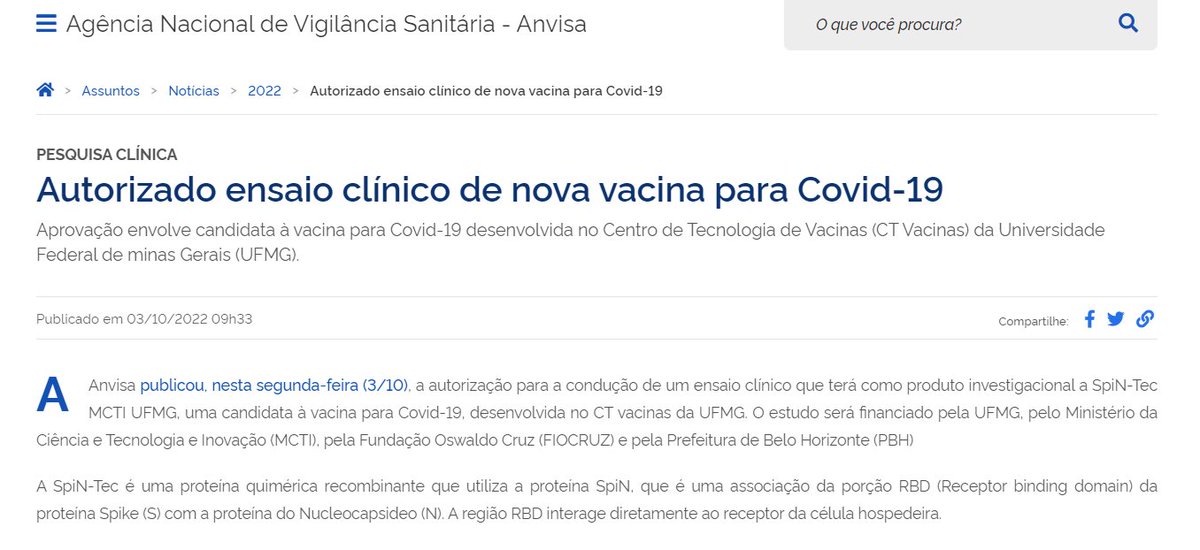 Agência Nacional de Vigilância Sanitária - Anvisa
O que você procura?
> Assuntos > Notícias > 2022 > Autorizado ensaio clínico de nova vacina para Covid-19
PESQUISA CLÍNICA
Autorizado ensaio clínico de nova vacina para Covid-19
Aprovação envolve candidata à vacina para Covid-19 desenvolvida no Centro de Tecnologia de Vacinas (CT Vacinas) da Universidade
Federal de minas Gerais (UFMG).
Publicado em 03/10/2022 09h33
Compartilhe:
A Anvisa publicou, nesta segunda-feira (3/10), a autorização para a condução de um ensaio clínico que terá como produto investigacional a SpiN-Tec
MCTI UFMG, uma candidata à vacina para Covid-19, desenvolvida no CT vacinas da UFMG. O estudo será financiado pela UFMG, pelo Ministério da
Ciência e Tecnologia e Inovação (MCTI), pela Fundação Oswaldo Cruz (FIOCRUZ) e pela Prefeitura de Belo Horizonte (PBH)
A SpiN-Tec é uma proteína quimérica recombinante que utiliza a proteína SpiN, que é uma associação da porção RBD (Receptor binding domain) da
proteína Spike (S) com a proteína do Nucleocapsideo (N). A região RBD interage diretamente ao receptor da célula hospedeira.